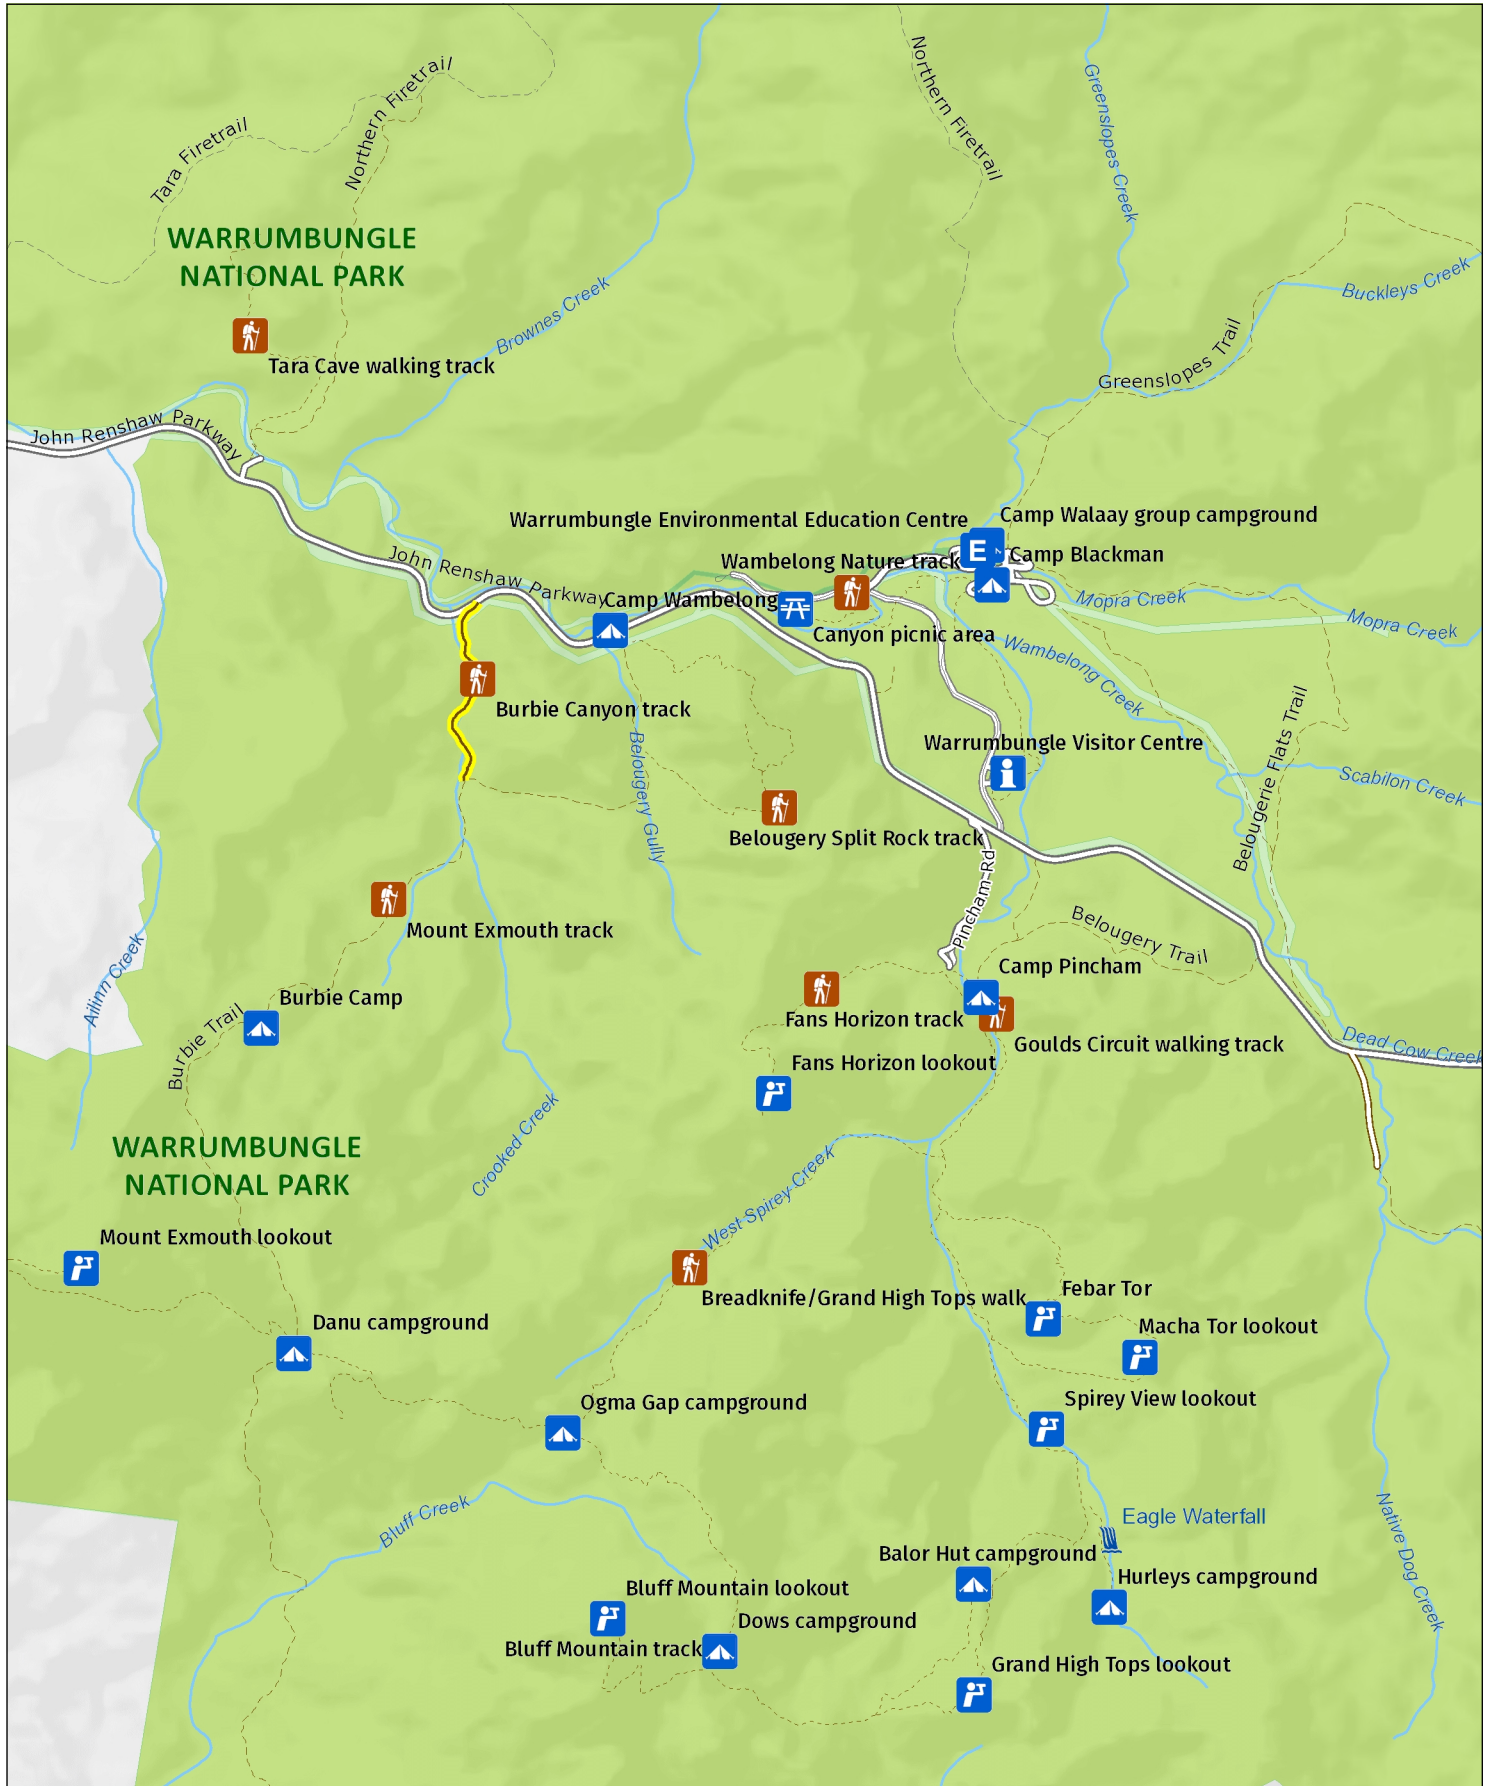 Northern Firetrail
Northern Firetrail
Greenslopes Creek
Tara Firetrail
WARRUMBUNGLE
NATIONAL PARK
Buckleys Creek
Brownes Creek
Tara Cave walking track
Greenslopes Trail
John Renshaw Parkway
Warrumbungle Environmental Education Centre
Camp Walaay group campground
E
John Renshaw Parkway
Wambelong Nature track
Camp Blackman
Camp Wambelong
Mopra Creek
Mopra Creek
Canyon picnic area
Wambelong Creek
Burbie Canyon track
Belougery Gully
Warrumbungle Visitor Centre
Belougerie Flats Trail
Scabilon Creek
Belougery Split Rock track
Pincham Rd
Mount Exmouth track
Belougery Trail
Ailinn Creek
Camp Pincham
Burbie Camp
Fans Horizon track
Burbie Trail
Goulds Circuit walking track
Dead Cow Creek
Fans Horizon lookout
Crooked Creek
WARRUMBUNGLE
NATIONAL PARK
West Spirey Creek
Mount Exmouth lookout
Breadknife/Grand High Tops walk
Febar Tor
Danu campground
Macha Tor lookout
Ogma Gap campground
Spirey View lookout
Bluff Creek
Eagle Waterfall
Native Dog Creek
Balor Hut campground
Hurleys campground
Bluff Mountain lookout
Dows campground
Bluff Mountain track
Grand High Tops lookout